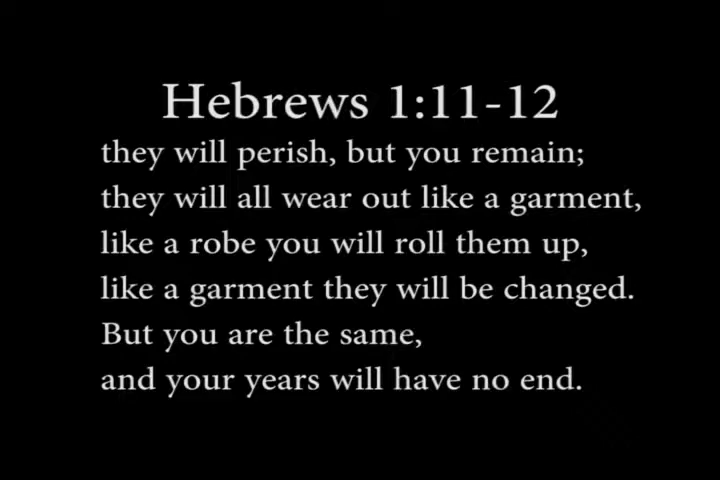 Hebrews 1:11-12
they will perish, but you remain;
they will all wear out like a garment,
like a robe you will roll them up,
like a garment they will be changed.
But you are the same,
and your years will have no end.